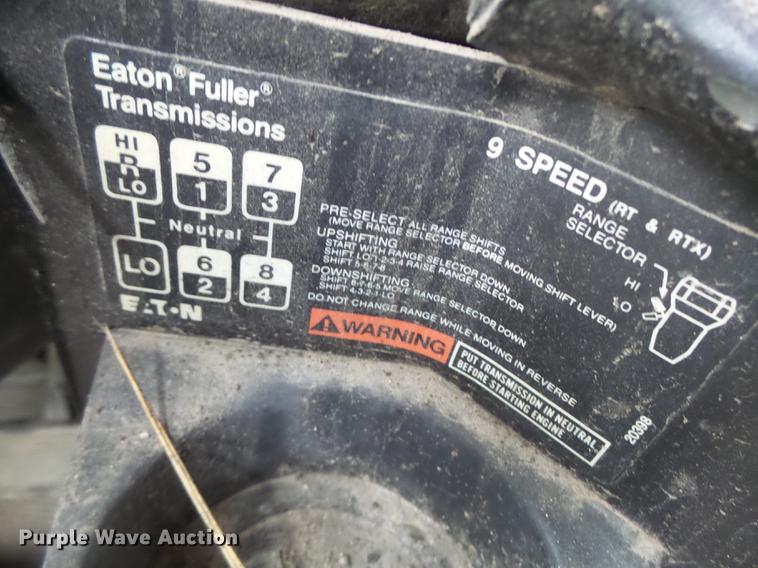 Eaton® Fuller®
Transmissions
HI
R
LO
5
1
7
3
Neutral
LO
6
2
8
4
EATON
9 SPEED (RT & RTX)
RANGE
SELECTOR
HI
LO
PRE-SELECT ALL RANGE SHIFTS
(MOVE RANGE SELECTOR BEFORE MOVING SHIFT LEVER)
UPSHIFTING
START WITH RANGE SELECTOR DOWN
SHIFT LO-1-2-3-4 RAISE RANGE SELECTOR
SHIFT 5-6-7-8
DOWNSHIFTING
SHIFT 8-7-6-5 MOVE RANGE SELECTOR DOWN
SHIFT 4-3-2-1-LO
DO NOT CHANGE RANGE WHILE MOVING IN REVERSE
WARNING
PUT TRANSMISSION IN NEUTRAL
BEFORE STARTING ENGINE
20398
Purple Wave Auction